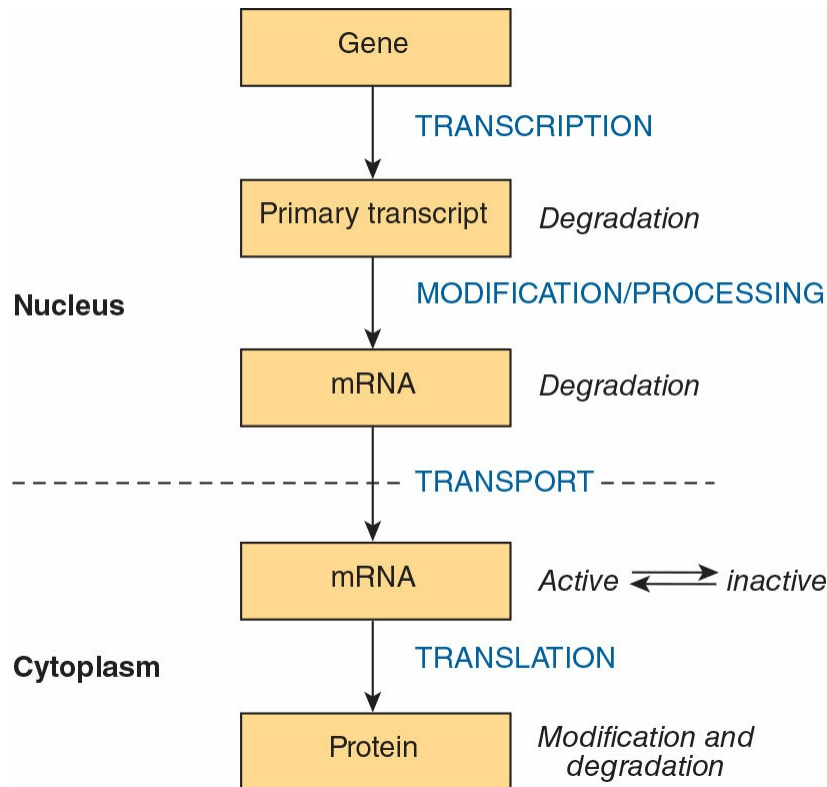 Gene
TRANSCRIPTION
Primary transcript
Degradation
Nucleus
MODIFICATION/PROCESSING
mRNA
Degradation
TRANSPORT
mRNA
Active inactive
Cytoplasm
TRANSLATION
Protein
Modification and
degradation